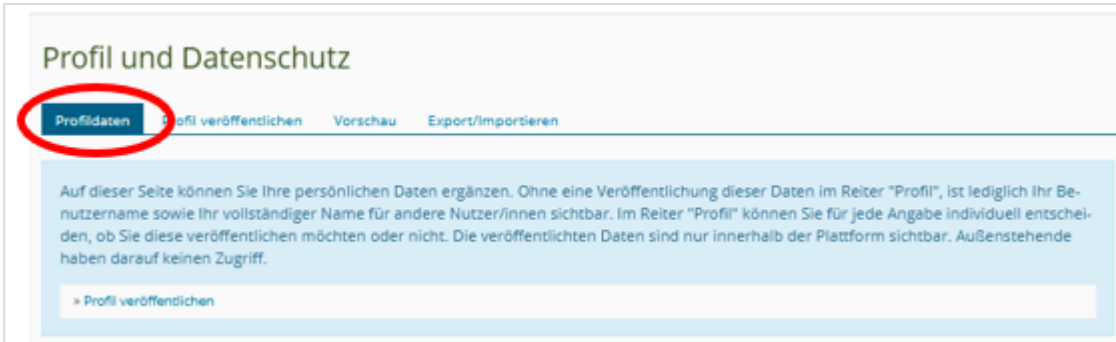 Profil und Datenschutz
Profildaten Profil veröffentlichen Vorschau Export/Importieren
Auf dieser Seite können Sie Ihre persönlichen Daten ergänzen. Ohne eine Veröffentlichung dieser Daten im Reiter "Profil", ist lediglich Ihr Be-
nutzername sowie Ihr vollständiger Name für andere Nutzer/innen sichtbar. Im Reiter "Profil" können Sie für jede Angabe individuell entschei-
den, ob Sie diese veröffentlichen möchten oder nicht. Die veröffentlichten Daten sind nur innerhalb der Plattform sichtbar. Außenstehende
haben darauf keinen Zugriff.
» Profil veröffentlichen